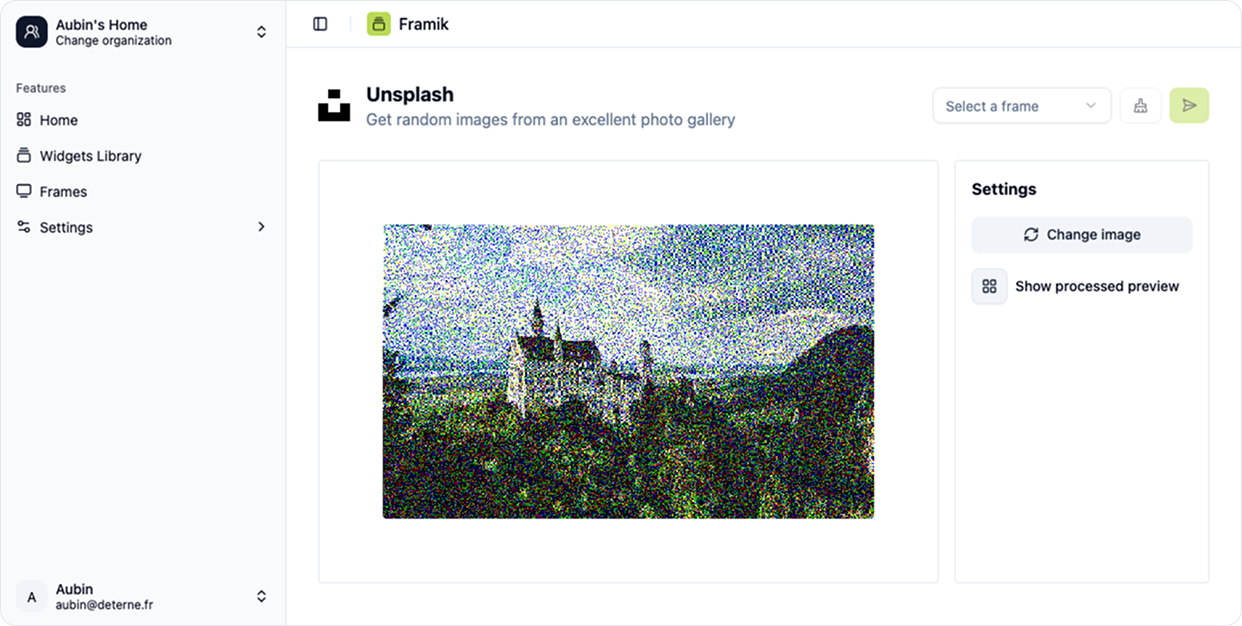 Aubin's Home
Change organization
Features
Home
Widgets Library
Frames
Settings
A
Aubin
aubin@deterne.fr
Framik
Unsplash
Get random images from an excellent photo gallery
Select a frame
Settings
Change image
Show processed preview